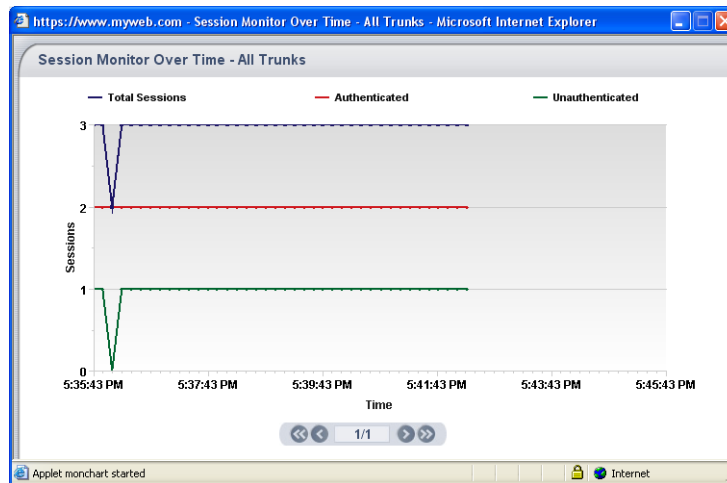 https://www.myweb.com - Session Monitor Over Time - All Trunks - Microsoft Internet Explorer
Session Monitor Over Time - All Trunks
Total Sessions Authenticated Unauthenticated
3
2
1
0
Sessions
5:35:43 PM 5:37:43 PM 5:39:43 PM 5:41:43 PM 5:43:43 PM 5:45:43 PM
Time
1/1
Applet monchart started Internet